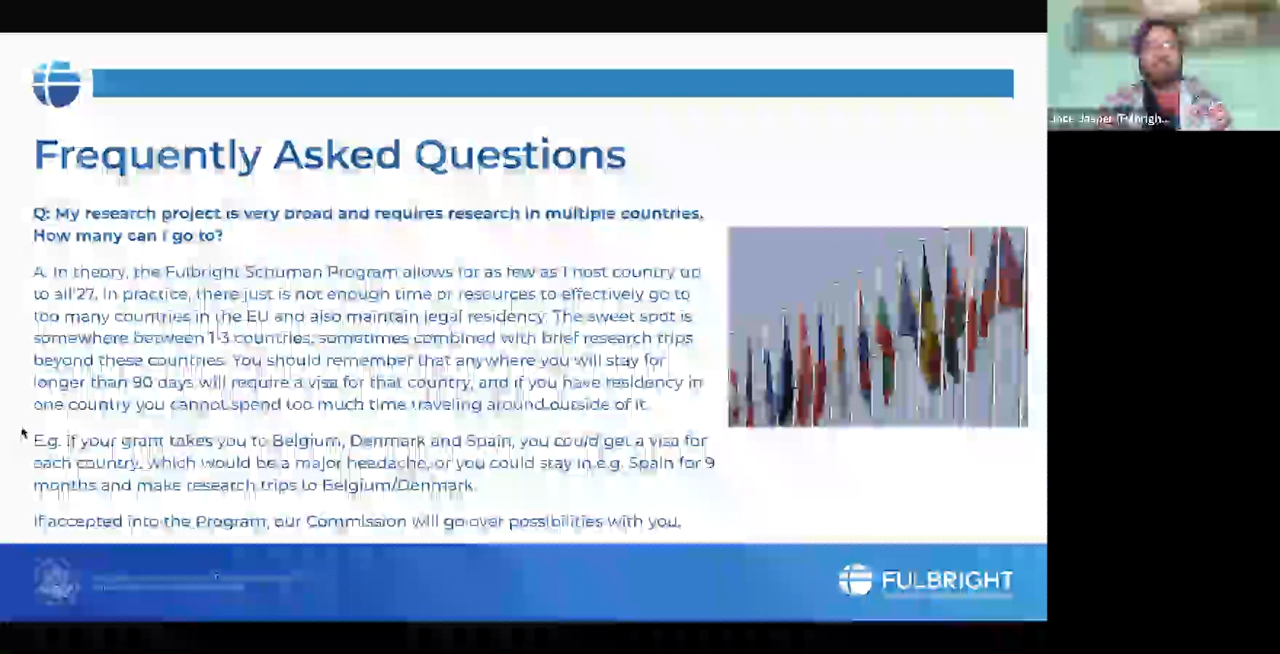 Frequently Asked Questions
Q: My research project is very broad and requires research in multiple countries.
How many can I go to?
A. In theory, the Fulbright Schuman Program allows for as few as 1 host country up
to all 27. In practice, there just is not enough time or resources to effectively go to
too many countries in the EU and also maintain legal residency. The sweet spot is
somewhere between 1-3 countries, sometimes combined with brief research trips
beyond these countries. You should remember that anywhere you will stay for
longer than 90 days will require a visa for that country, and if you have residency in
one country you cannot spend too much time traveling around outside of it.
E.g. if your grant takes you to Belgium, Denmark and Spain, you could get a visa for
each country, which would be a major headache, or you could stay in e.g. Spain for 9
months and make research trips to Belgium/Denmark.
If accepted into the Program, our Commission will go over possibilities with you.
FULBRIGHT
Jasper (Fulbrigh...